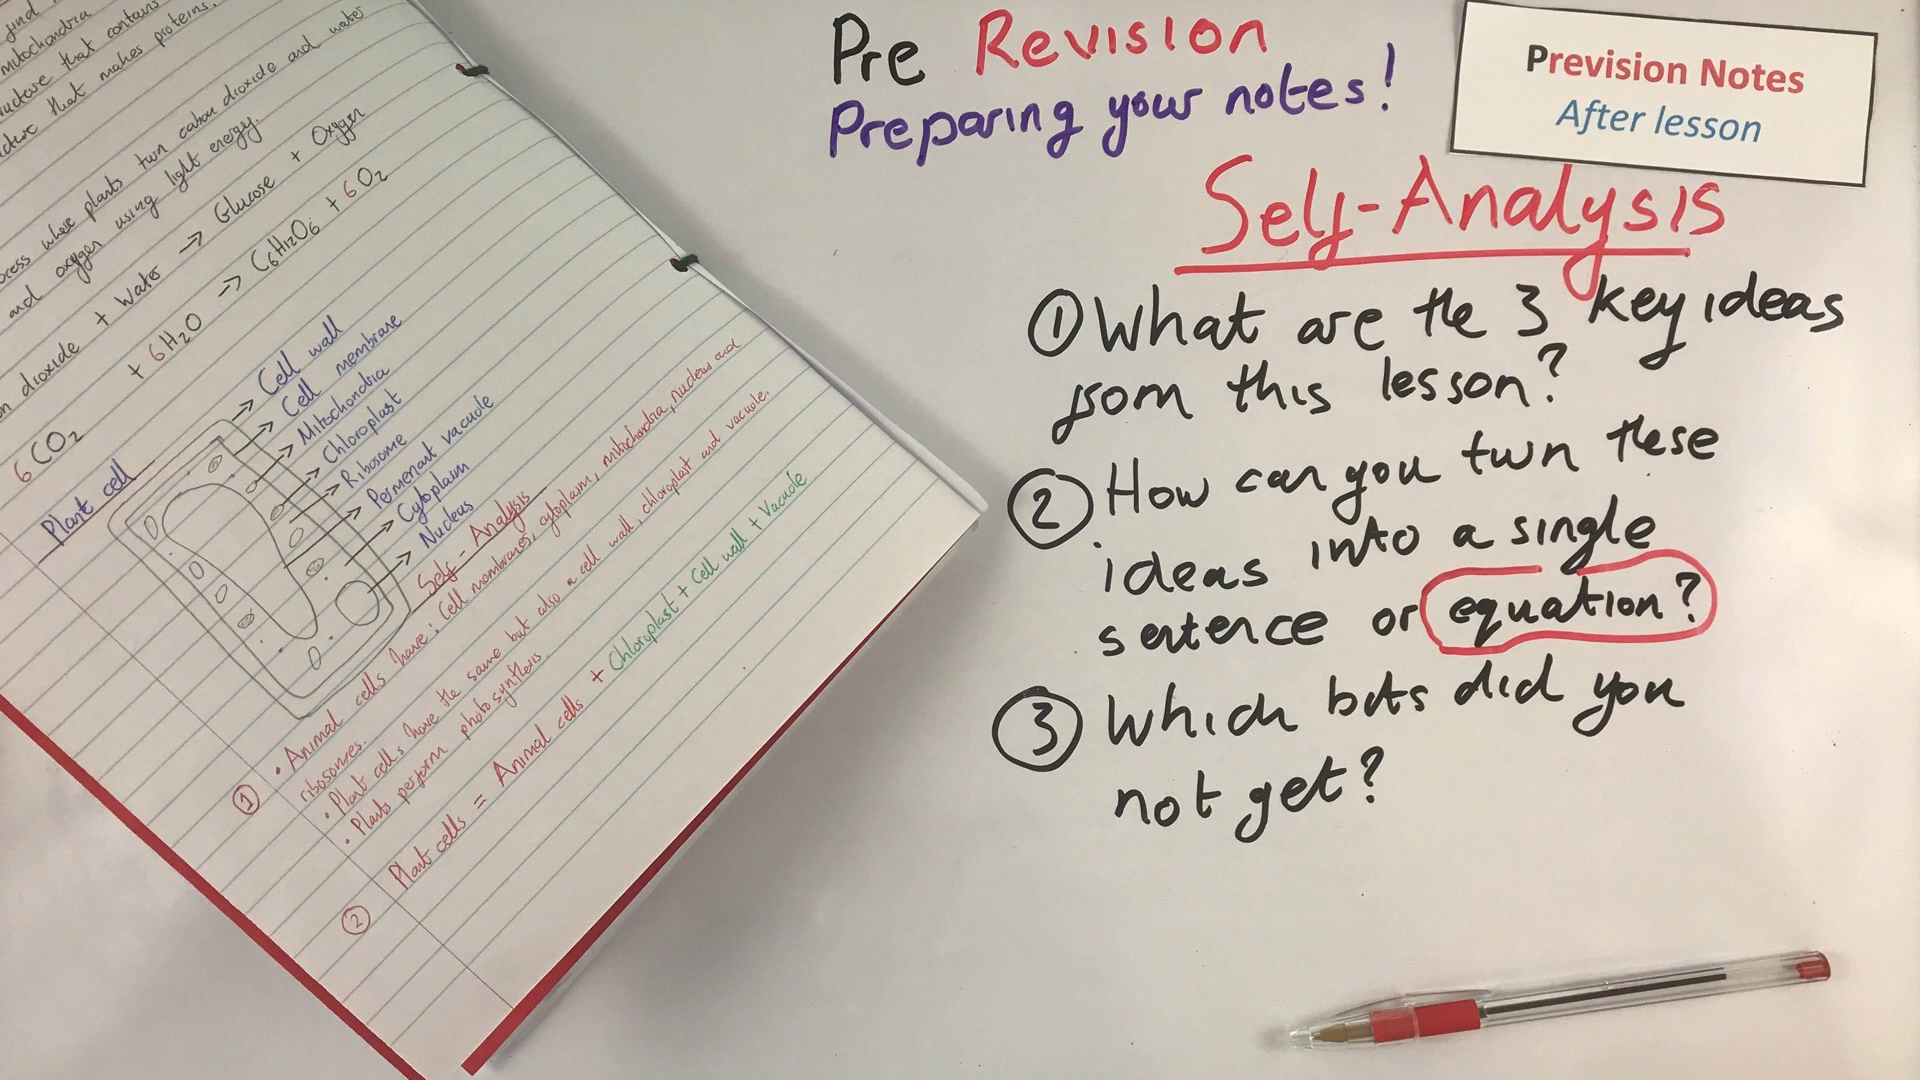 mitochondria
ructure that contains
cture that makes proteins.
ocess where plants turn carbon dioxide and water
and oxygen using light energy.
on dioxide + Water → Glucose + Oxygen
6CO2 + 6H2O → C6H12O6 + 6O2
Plant cell
Cell wall
Cell membrane
Mitochondria
Chloroplast
Ribosome
Permenant vacuole
Cytoplasm
Nucleus
Self-Analysis
① • Animal cells have: Cell membranes, cytoplasm, mitochondria, nucleus and
ribosomes.
• Plant cells have the same but also a cell wall, chloroplast and vacuole.
• Plants perform photosynthesis.
② Plant cells = Animal cells + Chloroplast + Cell wall + Vacuole
Pre Revision
Preparing your notes!
Prevision Notes
After lesson
Self-Analysis
① What are the 3 key ideas
from this lesson?
② How can you turn these
ideas into a single
sentence or equation?
③ Which bits did you
not get?